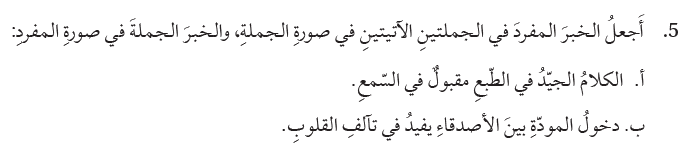 5. أَجعلُ الخبرَ المفردَ في الجملتينِ الآتيتينِ في صورةِ الجملةِ، والخبرَ الجملةَ في صورةِ المفردِ:
أ. الكلامُ الجيّدُ في الطّبعِ مقبولٌ في السّمعِ.
ب. دخولُ المودّةِ بينَ الأصدقاءِ يفيدُ في تآلفِ القلوبِ.